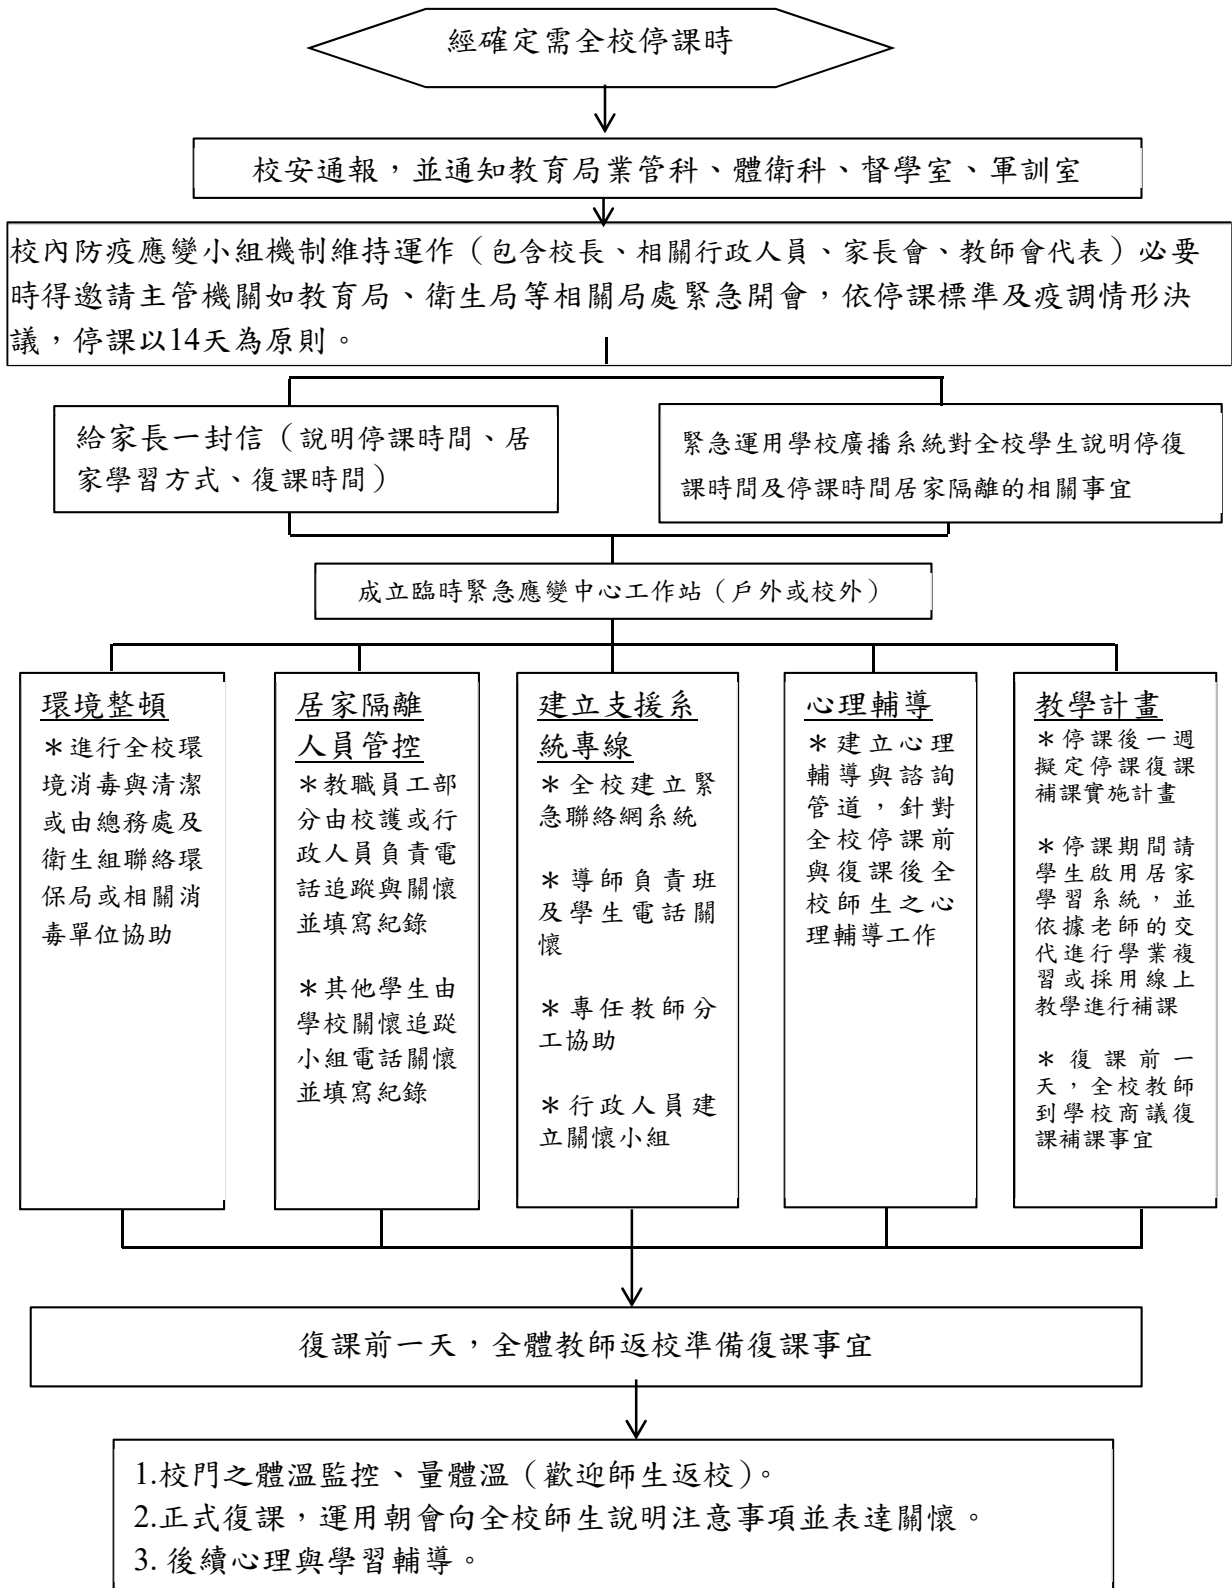 經確定需全校停課時
校安通報，並通知教育局業管科、體衛科、督學室、軍訓室
校內防疫應變小組機制維持運作（包含校長、相關行政人員、家長會、教師會代表）必要
時得邀請主管機關如教育局、衛生局等相關局處緊急開會，依停課標準及疫調情形決
議，停課以14天為原則。
給家長一封信（說明停課時間、居
家學習方式、復課時間）
緊急運用學校廣播系統對全校學生說明停復
課時間及停課時間居家隔離的相關事宜
成立臨時緊急應變中心工作站（戶外或校外）
環境整頓
＊進行全校環
境消毒與清潔
或由總務處及
衛生組聯絡環
保局或相關消
毒單位協助
居家隔離
人員管控
＊教職員工部
分由校護或行
政人員負責電
話追蹤與關懷
並填寫紀錄
＊其他學生由
學校關懷追蹤
小組電話關懷
並填寫紀錄
建立支援系
統專線
＊全校建立緊
急聯絡網系統
＊導師負責班
及學生電話關
懷
＊專任教師分
工協助
＊行政人員建
立關懷小組
心理輔導
＊建立心理
輔導與諮詢
管道，針對
全校停課前
與復課後全
校師生之心
理輔導工作
教學計畫
＊停課後一週
擬定停課復課
補課實施計畫
＊停課期間請
學生啟用居家
學習系統，並
依據老師的交
代進行學業複
習或採用線上
教學進行補課
＊復課前一
天，全校教師
到學校商議復
課補課事宜
復課前一天，全體教師返校準備復課事宜
1.校門之體溫監控、量體溫（歡迎師生返校）。
2.正式復課，運用朝會向全校師生說明注意事項並表達關懷。
3. 後續心理與學習輔導。